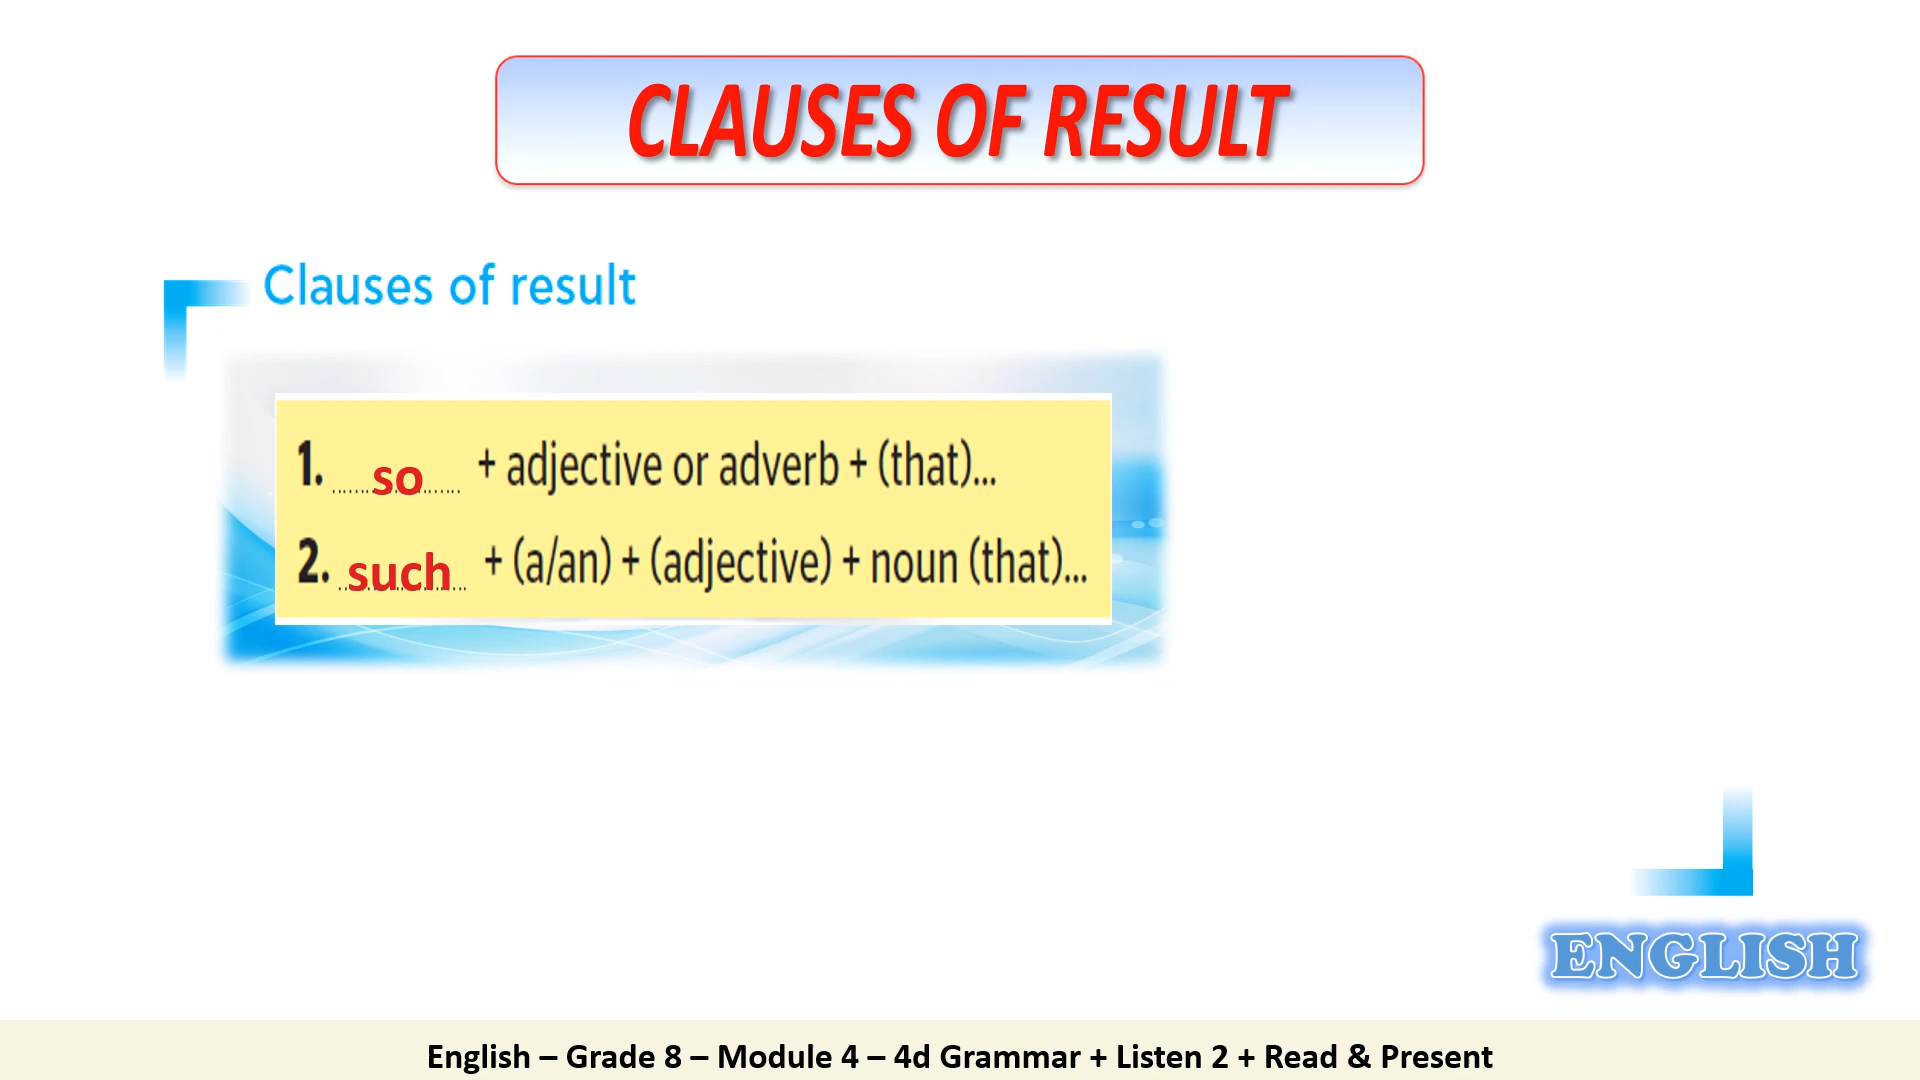 CLAUSES OF RESULT
Clauses of result
1. so + adjective or adverb + (that)...
2. such + (a/an) + (adjective) + noun (that)...
ENGLISH
English – Grade 8 – Module 4 – 4d Grammar + Listen 2 + Read & Present